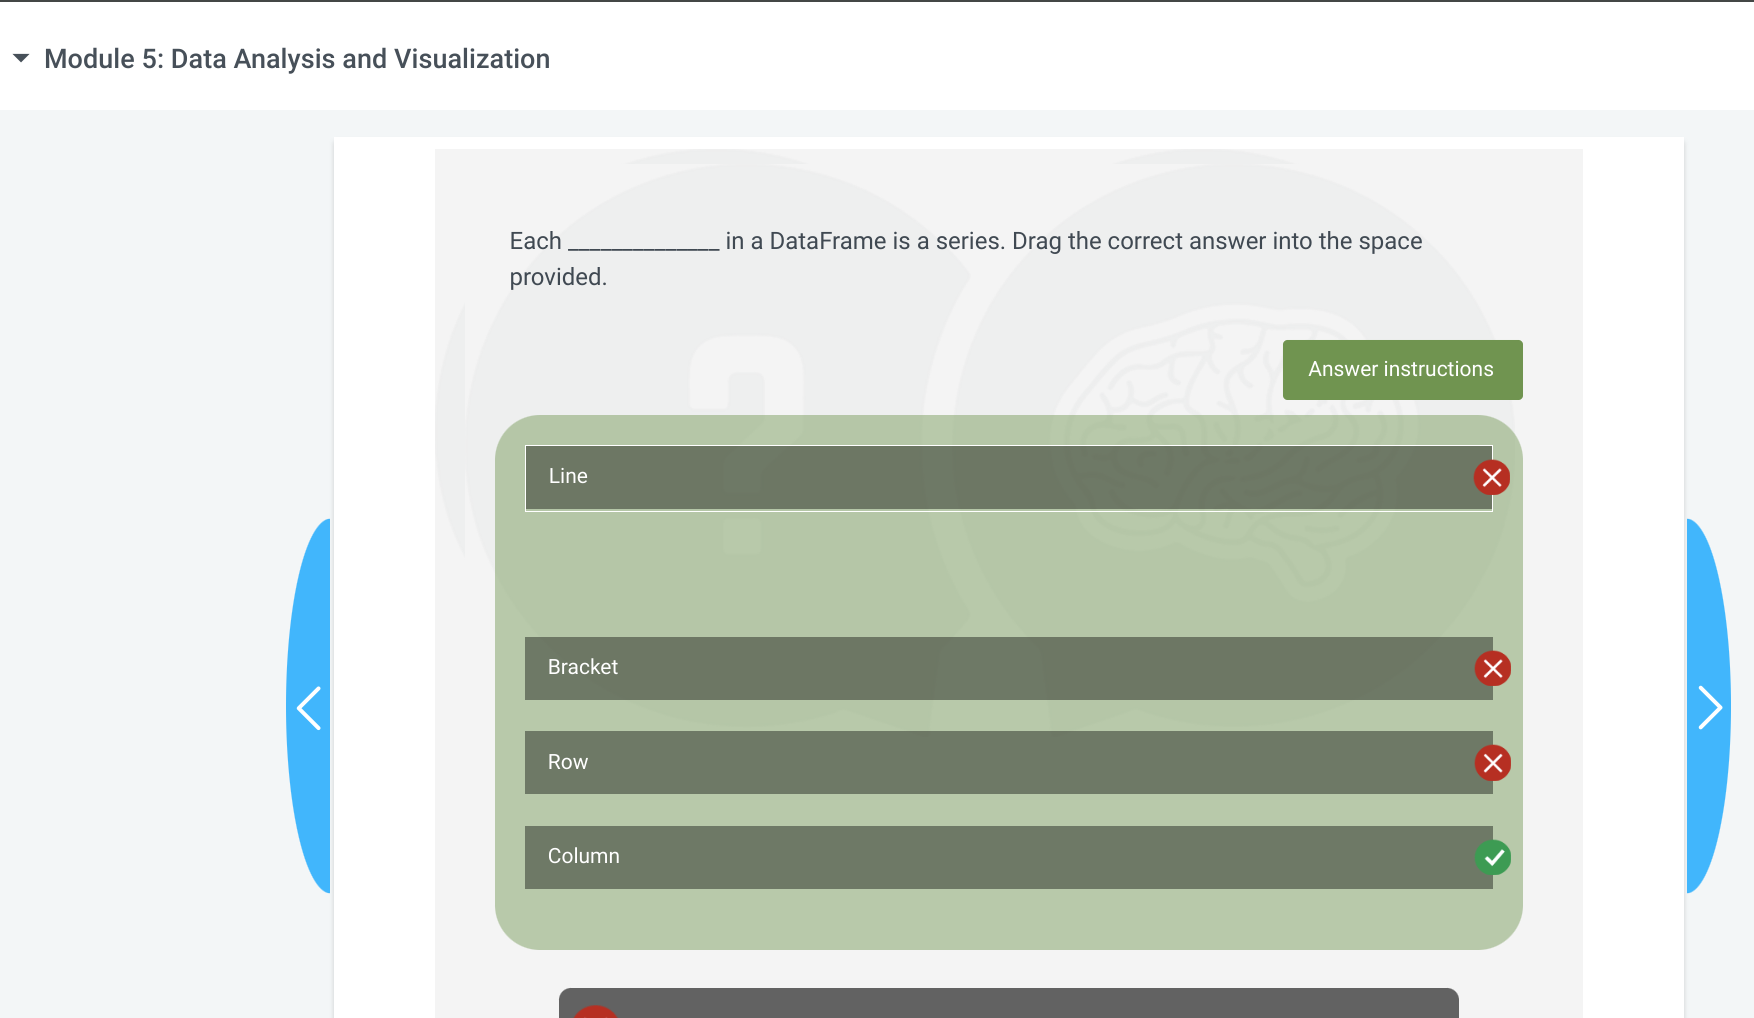 Module 5: Data Analysis and Visualization
Each ______________ in a DataFrame is a series. Drag the correct answer into the space
provided.
Answer instructions
Line
Bracket
Row
Column